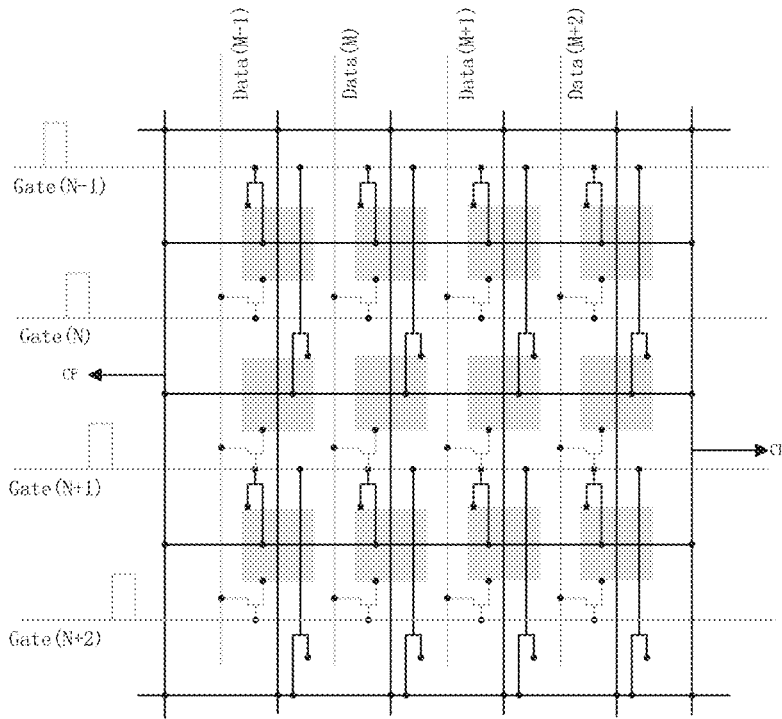 Data(M-1)
Data(M)
Data(M+1)
Data(M+2)
Gate(N-1)
Gate(N)
CF
Gate(N+1)
Gate(N+2)